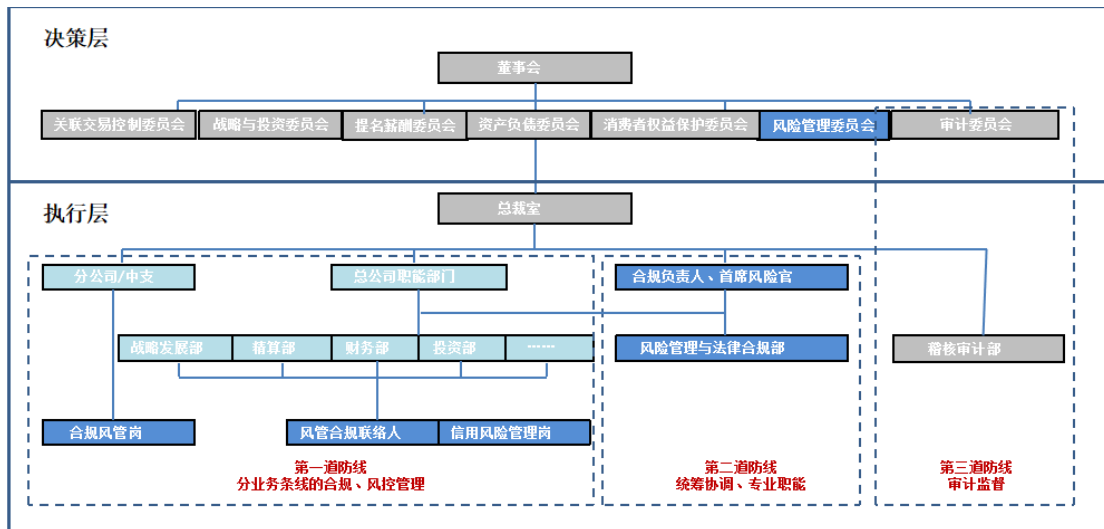 决策层
董事会
关联交易控制委员会 战略与投资委员会 提名薪酬委员会 资产负债委员会 消费者权益保护委员会 风险管理委员会 审计委员会
执行层
总裁室
分公司/中支 总公司职能部门 合规负责人、首席风险官
战略发展部 精算部 财务部 投资部 …… 风险管理与法律合规部 稽核审计部
合规风管岗 风管合规联络人 信用风险管理岗
第一道防线 第二道防线 第三道防线
分业务条线的合规、风控管理 统筹协调、专业职能 审计监督